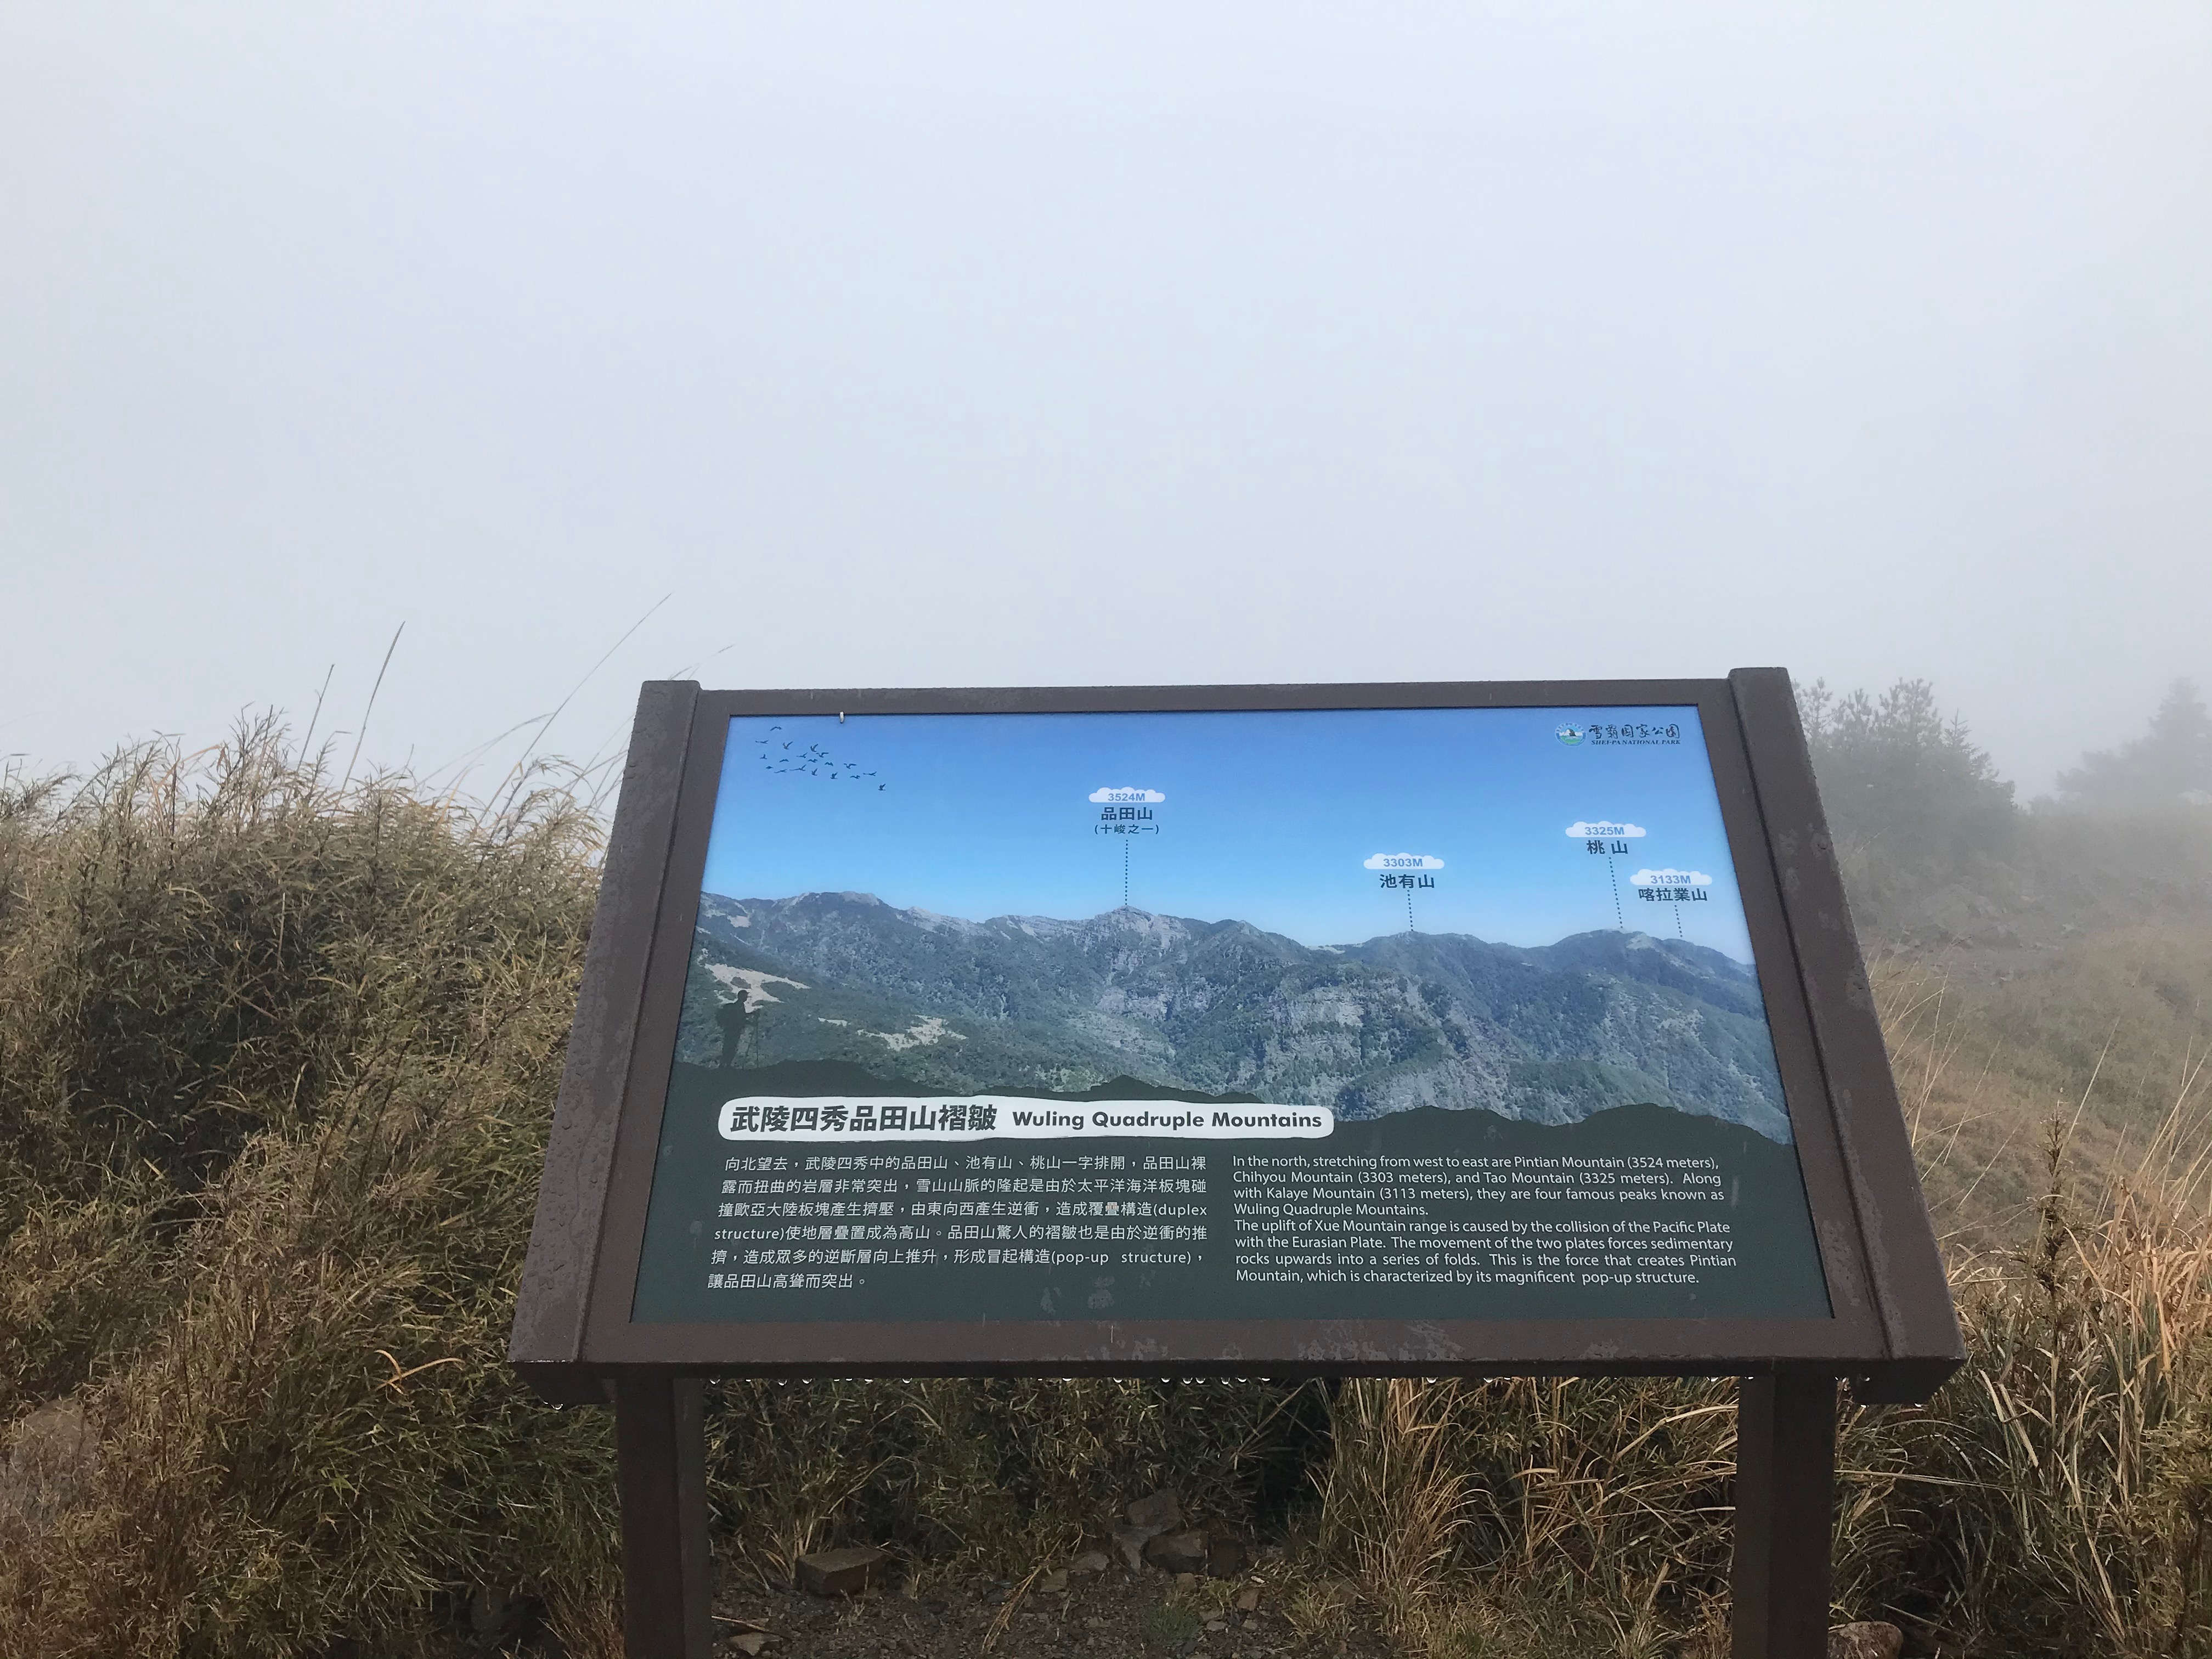 雪霸国家公園
SHEI-PA NATIONAL PARK
3524M
品田山
(十峻之一)
3303M
池有山
3325M
桃山
3133M
喀拉業山
武陵四秀品田山褶皺 Wuling Quadruple Mountains
向北望去，武陵四秀中的品田山、池有山、桃山一字排開，品田山裸
露而扭曲的岩層非常突出，雪山山脈的隆起是由於太平洋海洋板塊碰
撞歐亞大陸板塊產生擠壓，由東向西產生逆衝，造成覆疊構造(duplex
structure)使地層疊置成為高山。品田山驚人的褶皺也是由於逆衝的推
擠，造成眾多的逆斷層向上推升，形成冒起構造(pop-up structure)，
讓品田山高聳而突出。
In the north, stretching from west to east are Pintian Mountain (3524 meters),
Chihyou Mountain (3303 meters), and Tao Mountain (3325 meters). Along
with Kalaye Mountain (3113 meters), they are four famous peaks known as
Wuling Quadruple Mountains.
The uplift of Xue Mountain range is caused by the collision of the Pacific Plate
with the Eurasian Plate. The movement of the two plates forces sedimentary
rocks upwards into a series of folds. This is the force that creates Pintian
Mountain, which is characterized by its magnificent pop-up structure.